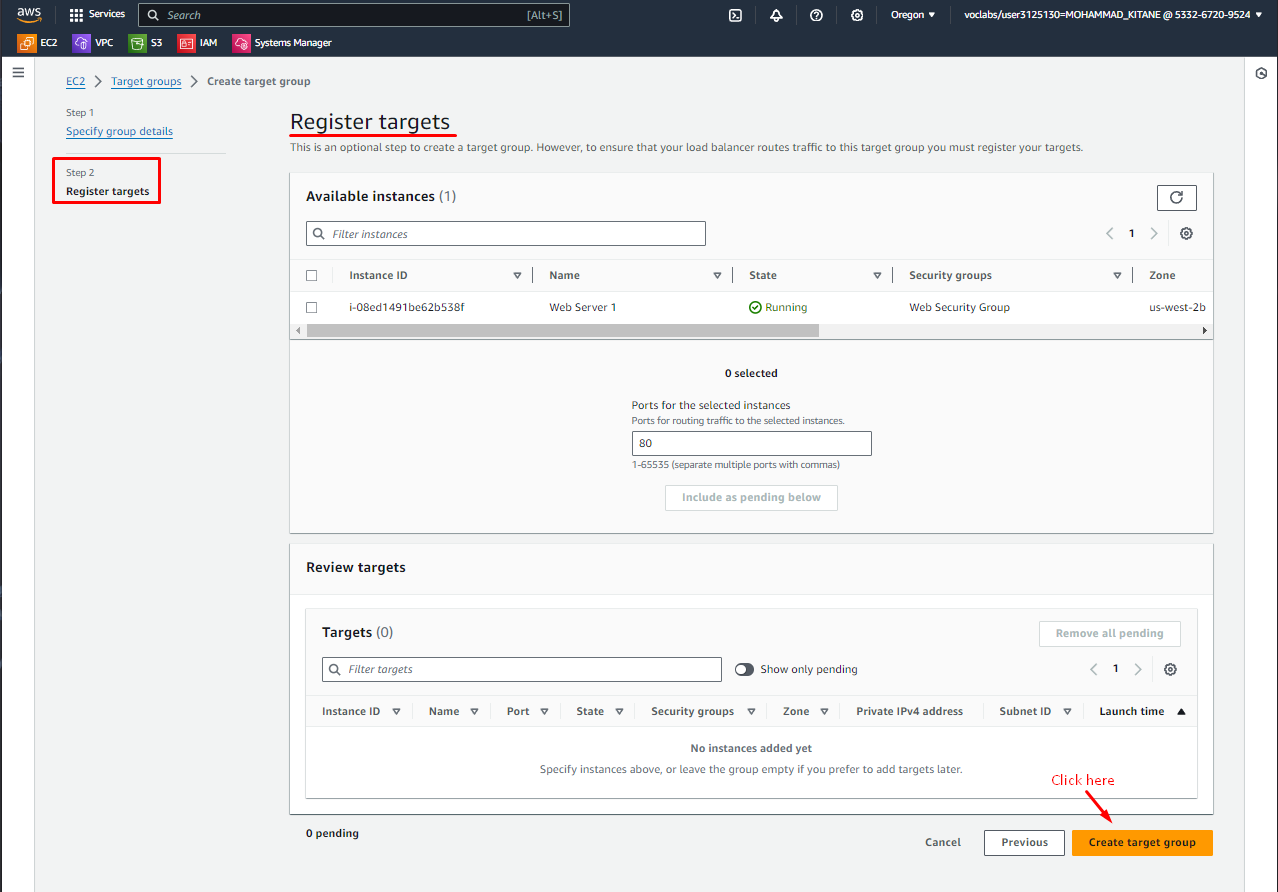 aws
Services
Search
[Alt+S]
Oregon
voclabs/user3125130=MOHAMMAD_KITANE @ 5332-6720-9524
EC2
VPC
S3
IAM
Systems Manager
EC2
Target groups
Create target group
Step 1
Specify group details
Step 2
Register targets
Register targets
This is an optional step to create a target group. However, to ensure that your load balancer routes traffic to this target group you must register your targets.
Available instances (1)
Filter instances
1
Instance ID
Name
State
Security groups
Zone
i-08ed1491be62b538f
Web Server 1
Running
Web Security Group
us-west-2b
0 selected
Ports for the selected instances
Ports for routing traffic to the selected instances.
80
1-65535 (separate multiple ports with commas)
Include as pending below
Review targets
Targets (0)
Remove all pending
Filter targets
Show only pending
1
Instance ID
Name
Port
State
Security groups
Zone
Private IPv4 address
Subnet ID
Launch time
No instances added yet
Specify instances above, or leave the group empty if you prefer to add targets later.
Click here
0 pending
Cancel
Previous
Create target group